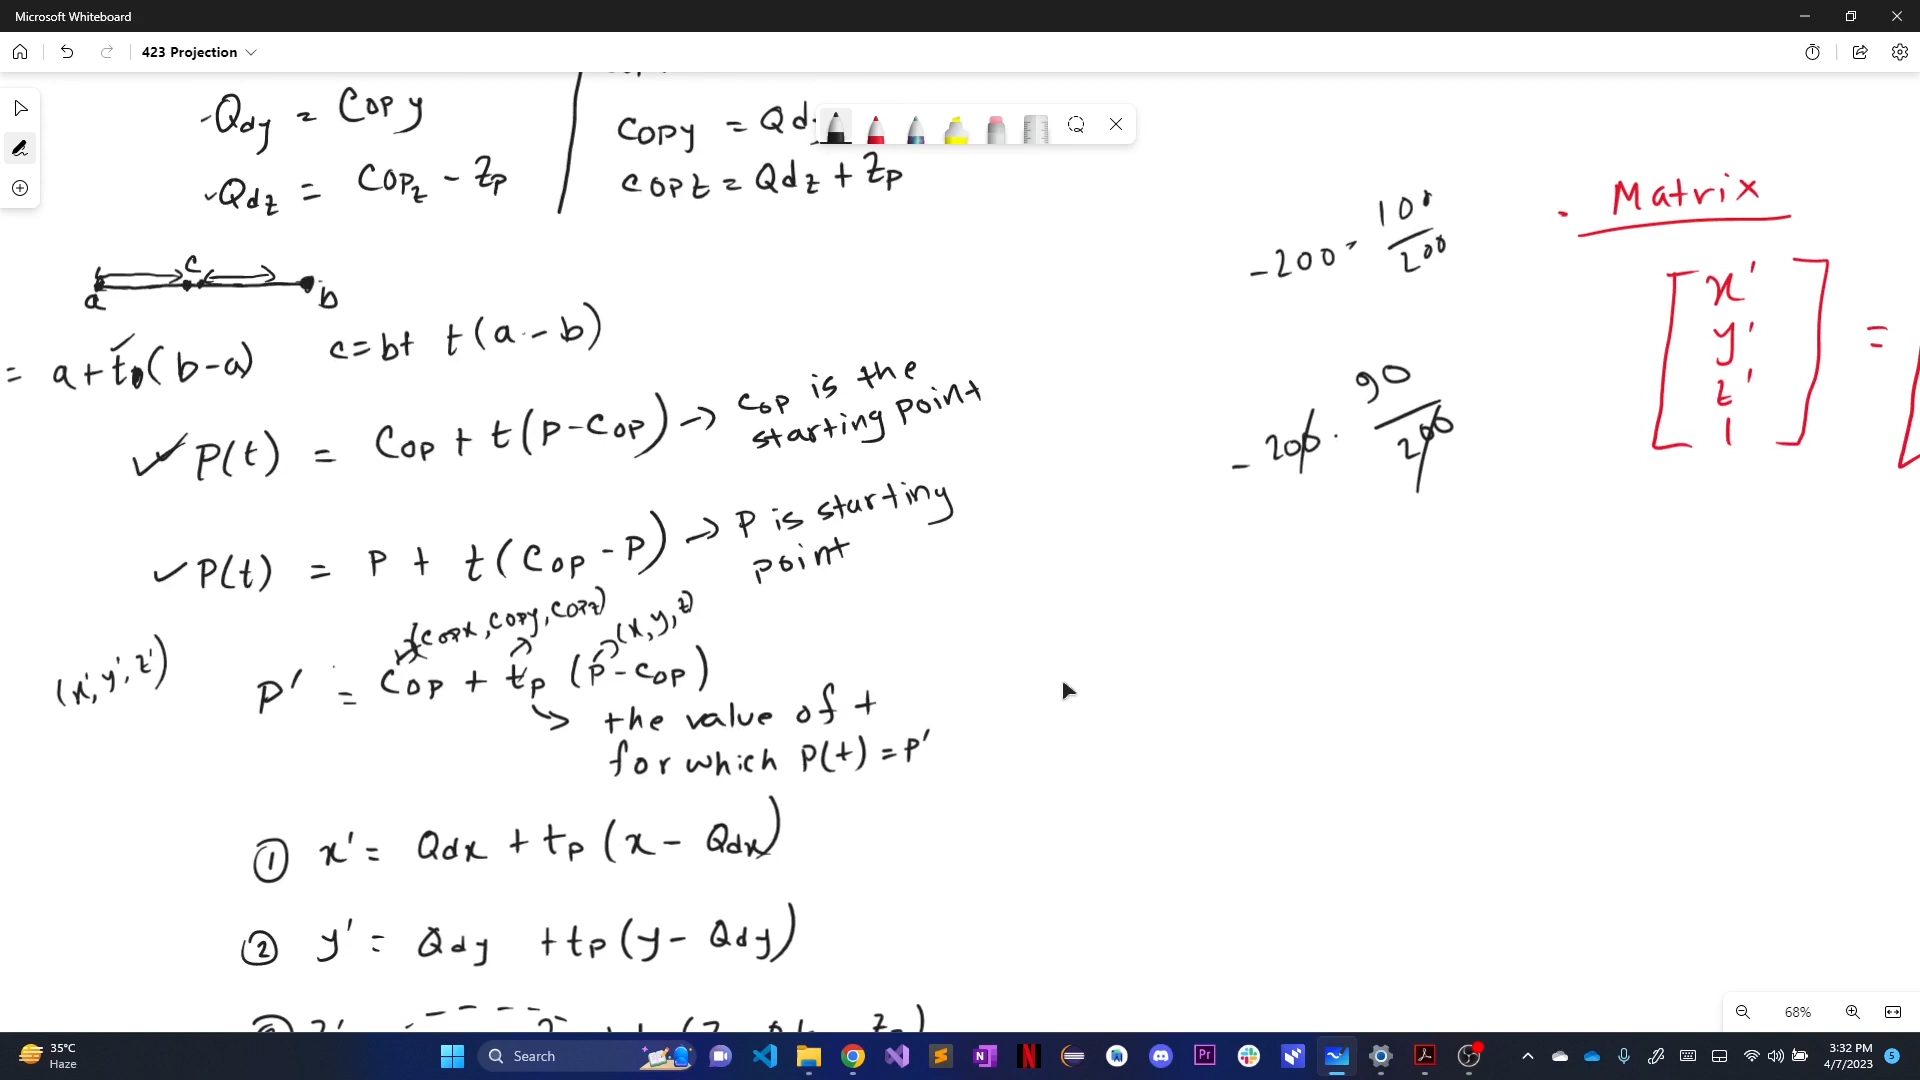 Microsoft Whiteboard
423 Projection
-Qdy = COP y
-Qdz = COPz - Zp
COPy = Qd
COPz = Qdz + Zp
a c b
= a + t (b-a)
c = b+ t(a - b)
✓ P(t) = COP + t(P-COP) → COP is the starting point
✓ P(t) = P + t(COP - P) → P is starting point
(COPx, COPy, COPz)
(x, y, z)
(x', y', z')
P' = COP + tp (P - COP)
→ the value of t
for which P(t) = P'
① x' = Qdx + tp (x - Qdx)
② y' = Qdy + tp (y - Qdy)
-200 · 100/200
-200 · 90/200
· Matrix
[ x'
y'
z'
1 ] =
68%
35°C
Haze
Search
3:32 PM
4/7/2023
5